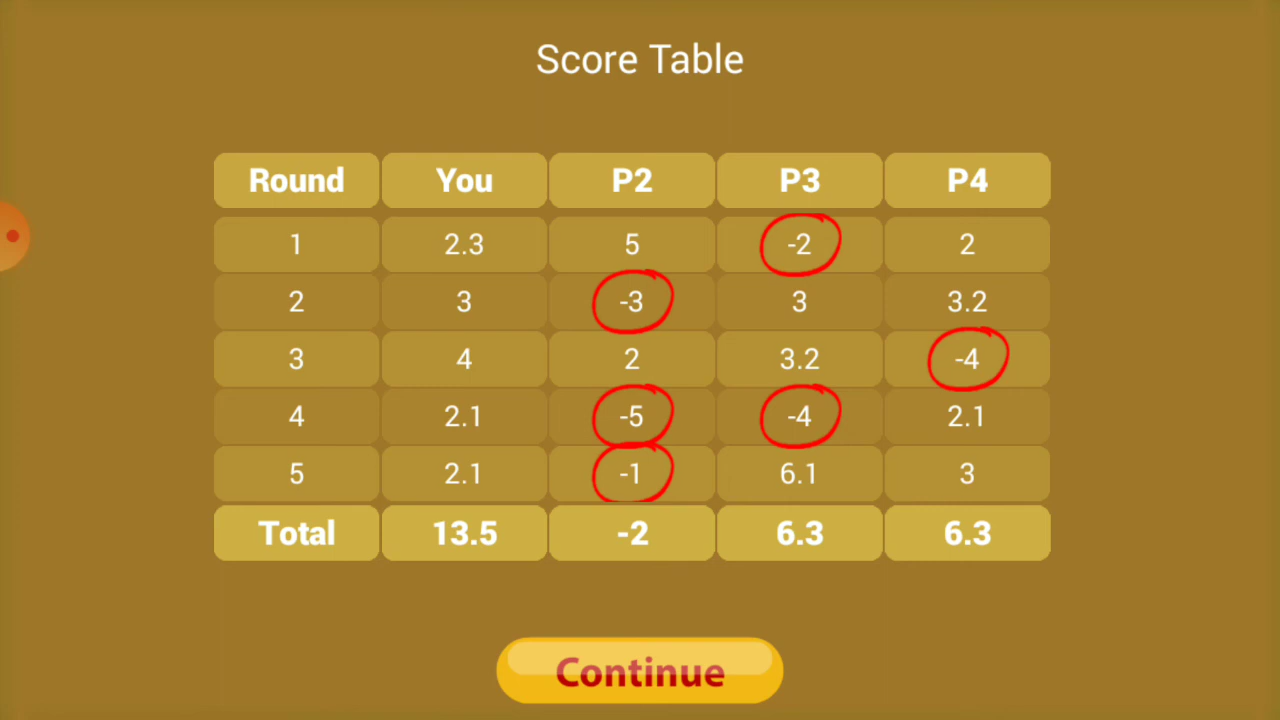 Score Table
Round You P2 P3 P4
1 2.3 5 -2 2
2 3 -3 3 3.2
3 4 2 3.2 -4
4 2.1 -5 -4 2.1
5 2.1 -1 6.1 3
Total 13.5 -2 6.3 6.3
Continue